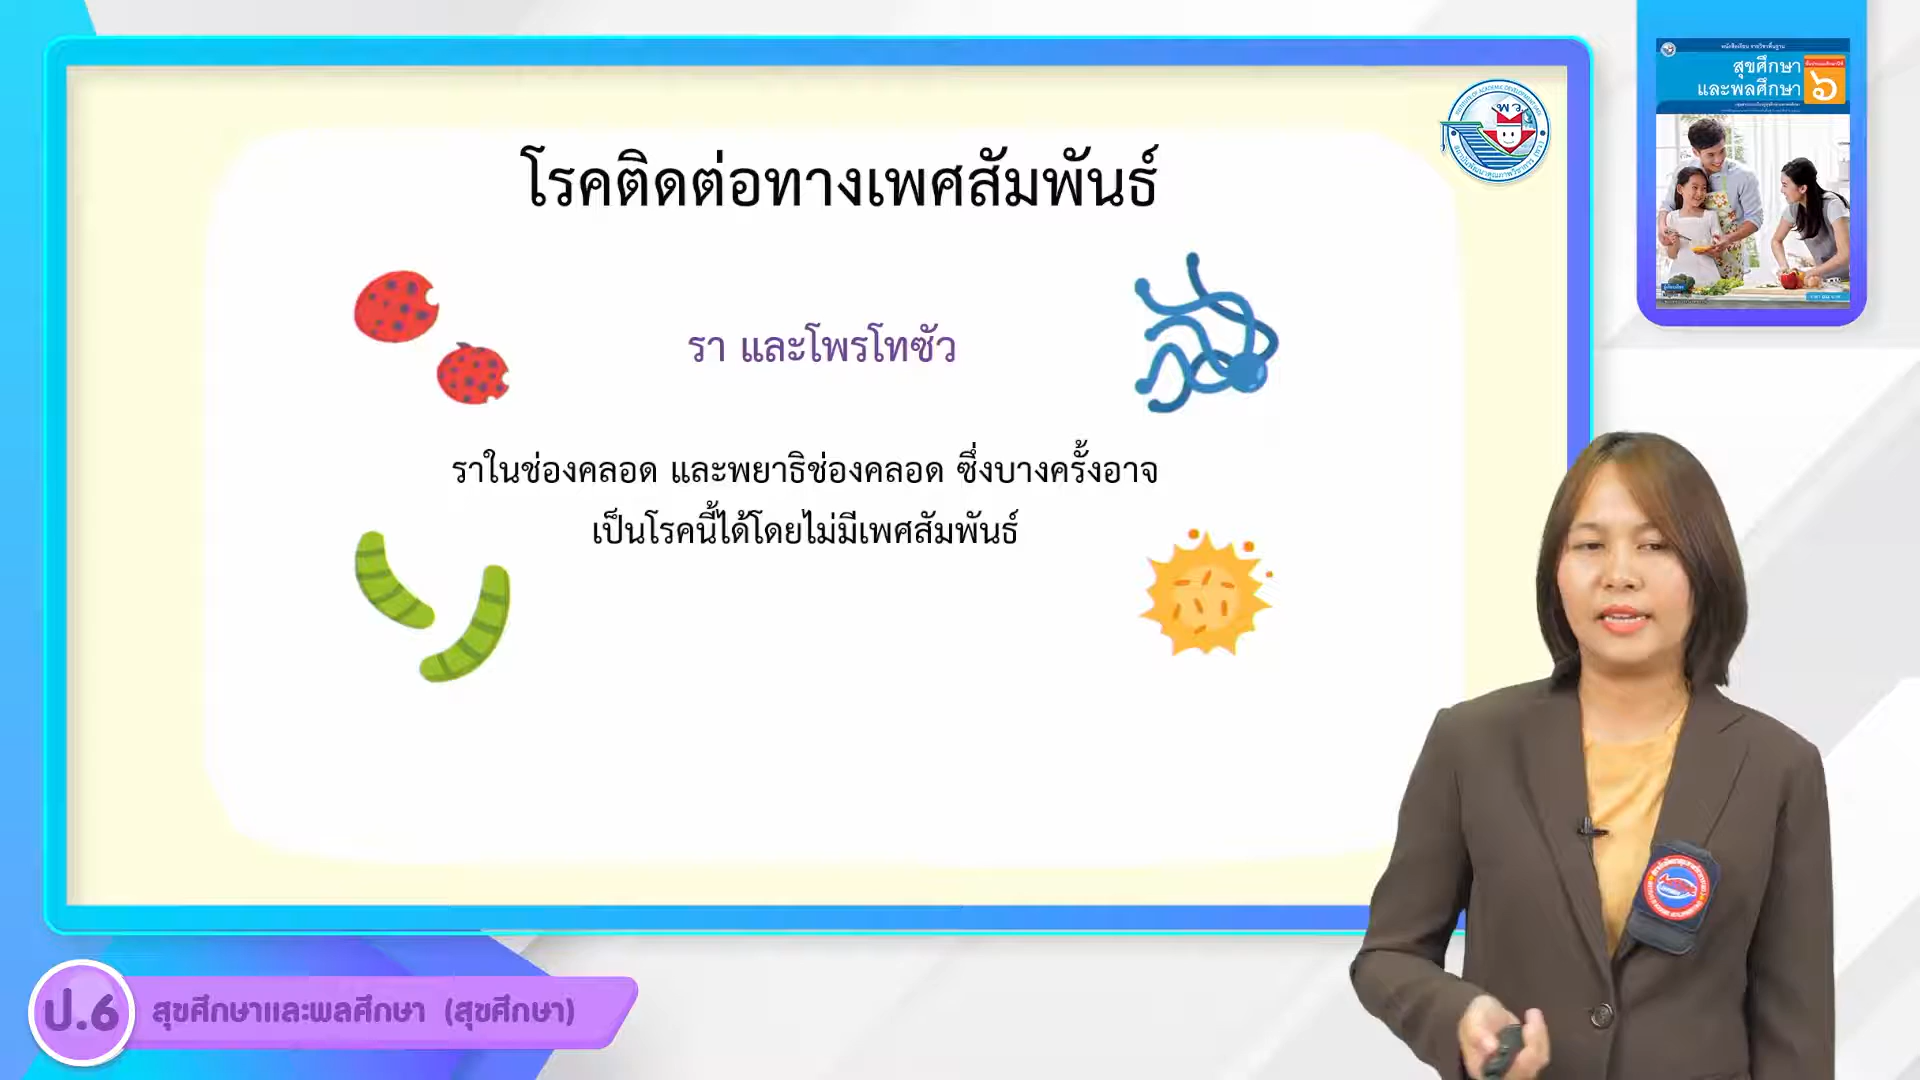 โรคติดต่อทางเพศสัมพันธ์
รา และโพรโทซัว
ราในช่องคลอด และพยาธิช่องคลอด ซึ่งบางครั้งอาจ
เป็นโรคนี้ได้โดยไม่มีเพศสัมพันธ์
สุขศึกษา
และพลศึกษา
๖
พว
ป.6
สุขศึกษาและพลศึกษา (สุขศึกษา)